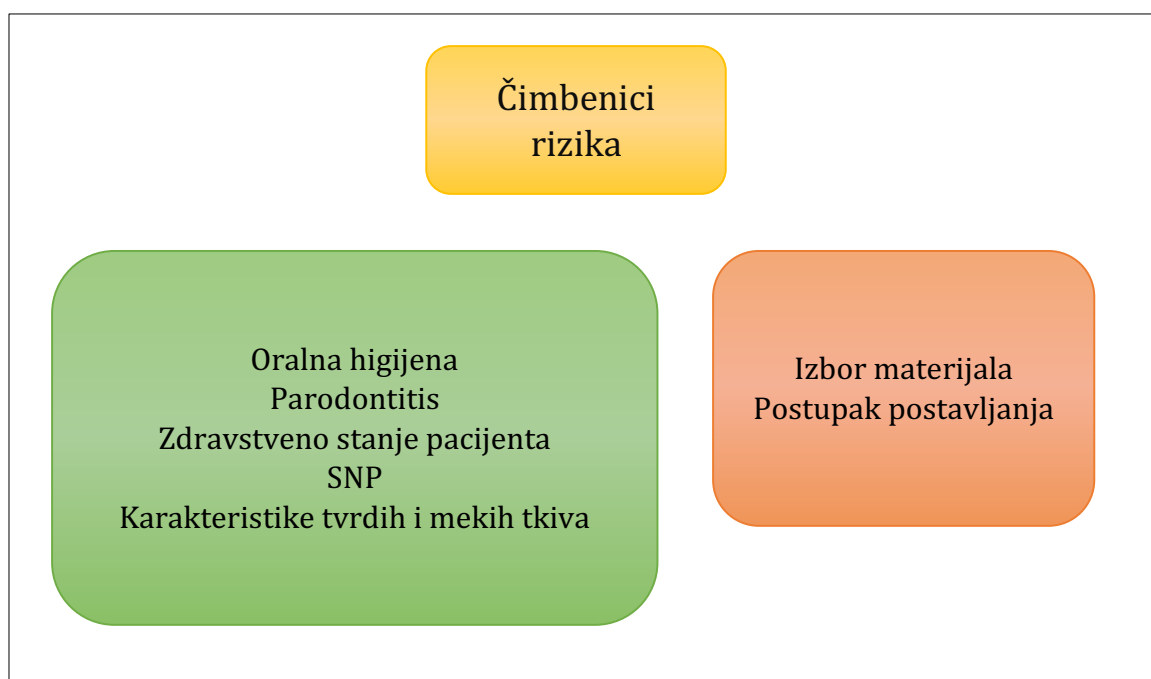 Čimbenici
rizika
Oralna higijena
Parodontitis
Zdravstveno stanje pacijenta
SNP
Karakteristike tvrdih i mekih tkiva
Izbor materijala
Postupak postavljanja